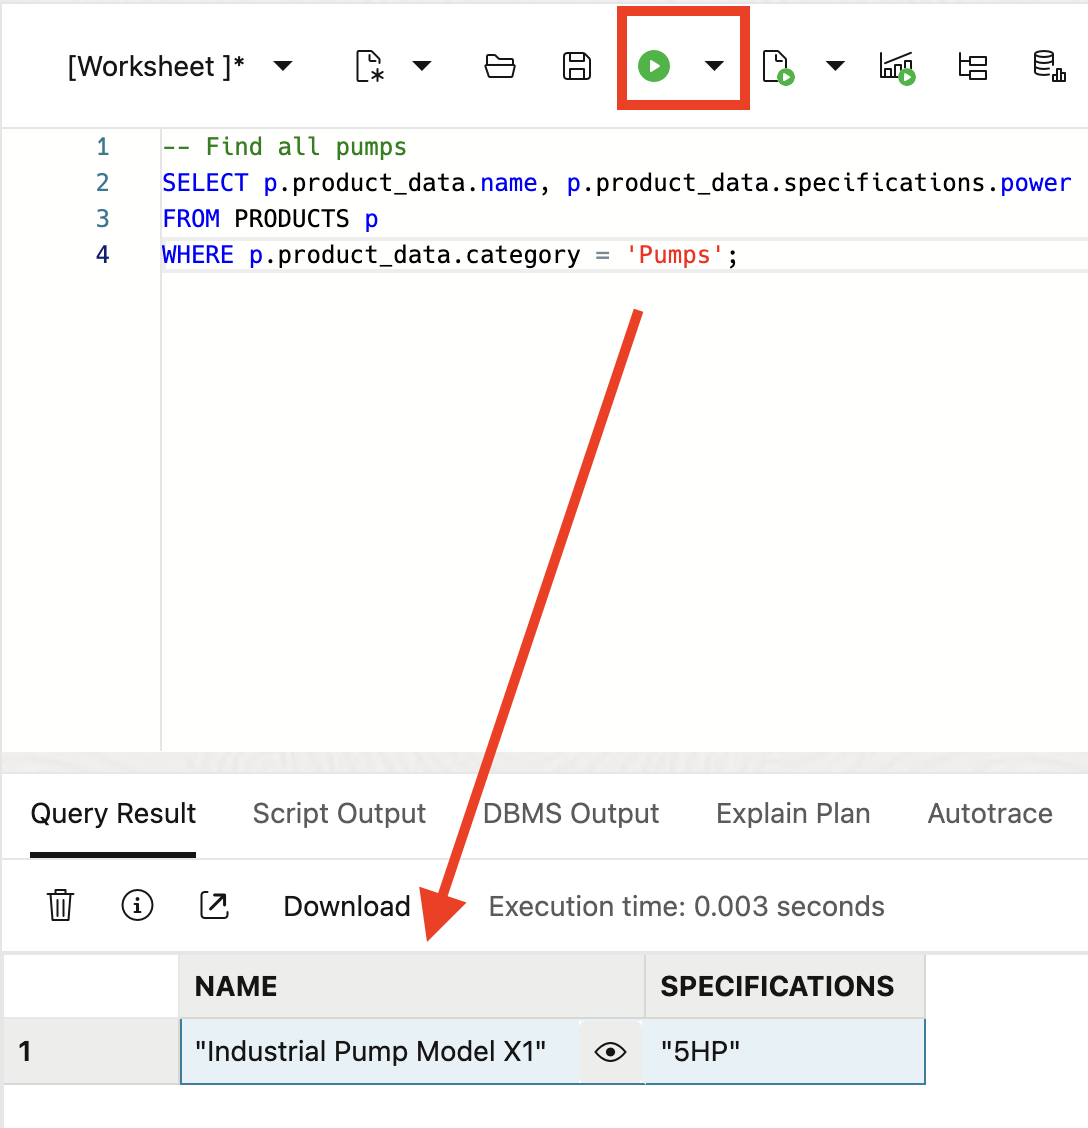 [Worksheet ]*
1 -- Find all pumps
2 SELECT p.product_data.name, p.product_data.specifications.power
3 FROM PRODUCTS p
4 WHERE p.product_data.category = 'Pumps';
Query Result Script Output DBMS Output Explain Plan Autotrace
Download Execution time: 0.003 seconds
NAME SPECIFICATIONS
1 "Industrial Pump Model X1" "5HP"